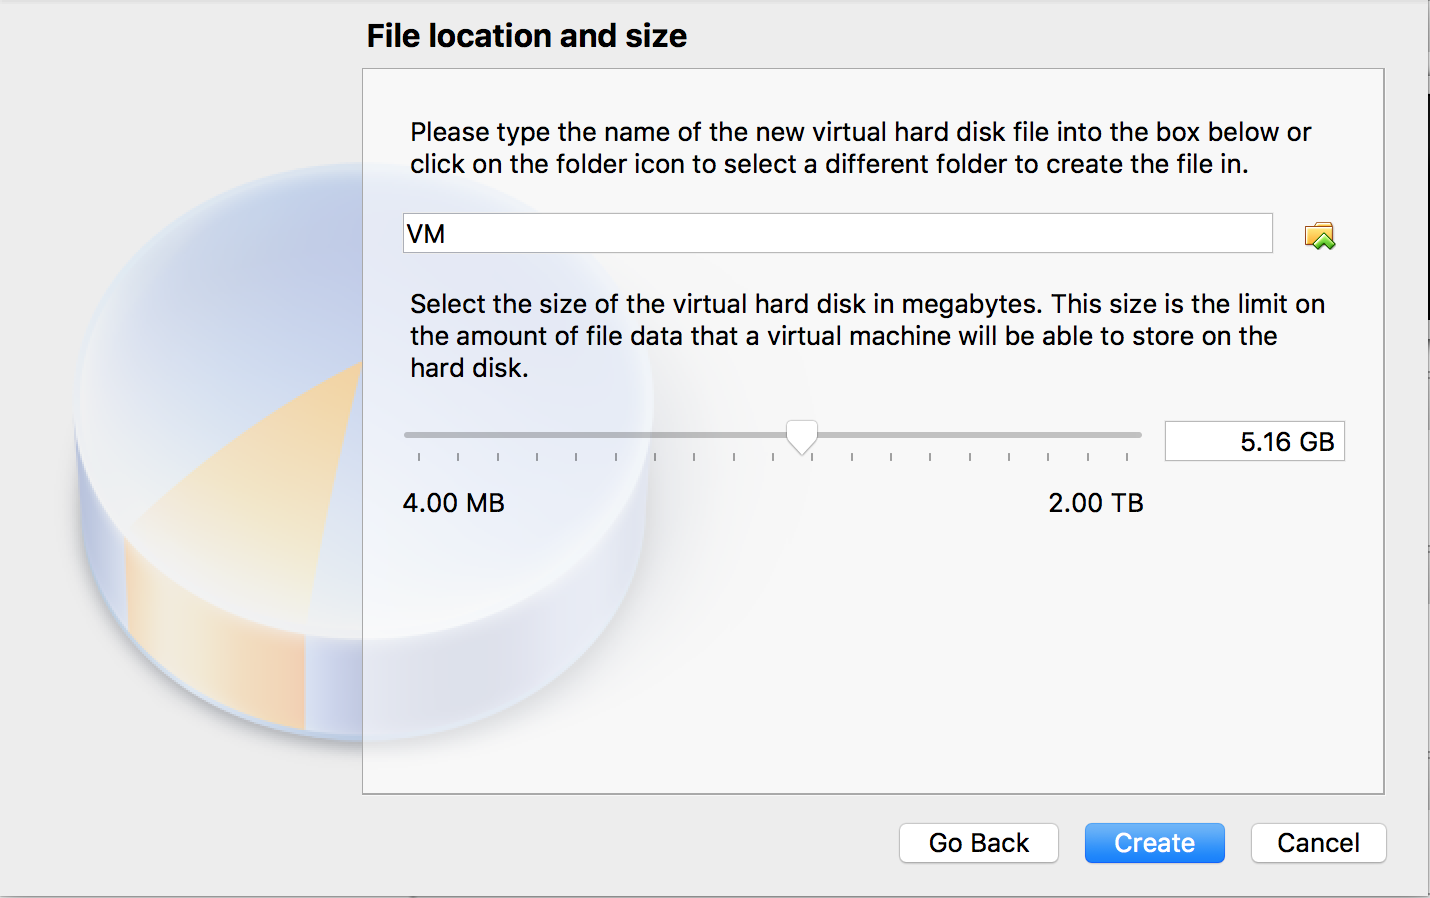 File location and size
Please type the name of the new virtual hard disk file into the box below or
click on the folder icon to select a different folder to create the file in.
VM
Select the size of the virtual hard disk in megabytes. This size is the limit on
the amount of file data that a virtual machine will be able to store on the
hard disk.
5.16 GB
4.00 MB
2.00 TB
Go Back
Create
Cancel